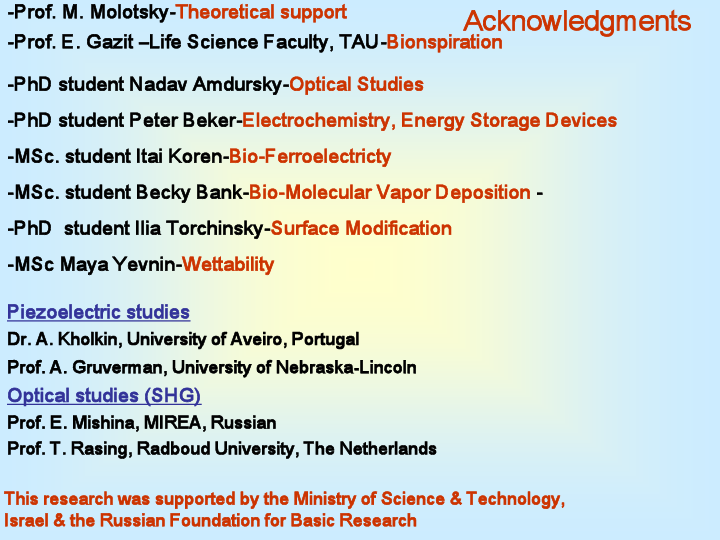 Acknowledgments
-Prof. M. Molotsky-Theoretical support
-Prof. E. Gazit –Life Science Faculty, TAU-Bionspiration
-PhD student Nadav Amdursky-Optical Studies
-PhD student Peter Beker-Electrochemistry, Energy Storage Devices
-MSc. student Itai Koren-Bio-Ferroelectricty
-MSc. student Becky Bank-Bio-Molecular Vapor Deposition -
-PhD  student Ilia Torchinsky-Surface Modification
-MSc Maya Yevnin-Wettability
Piezoelectric studies
Dr. A. Kholkin, University of Aveiro, Portugal
Prof. A. Gruverman, University of Nebraska-Lincoln
Optical studies (SHG)
Prof. E. Mishina, MIREA, Russian
Prof. T. Rasing, Radboud University, The Netherlands
This research was supported by the Ministry of Science & Technology,
Israel & the Russian Foundation for Basic Research